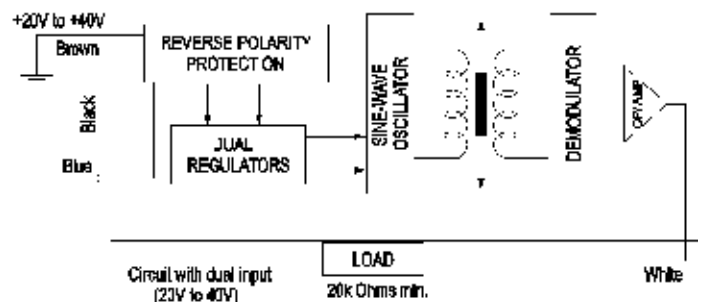 +20V to +40V
Brown
REVERSE POLARITY
PROTECT ON
Black
Blue
DUAL
REGULATORS
SINE-WAVE
OSCILLATOR
DEMODULATOR
OP/AMP
LOAD
20k Ohms min.
Circuit with dual input
(20V to 40V)
White